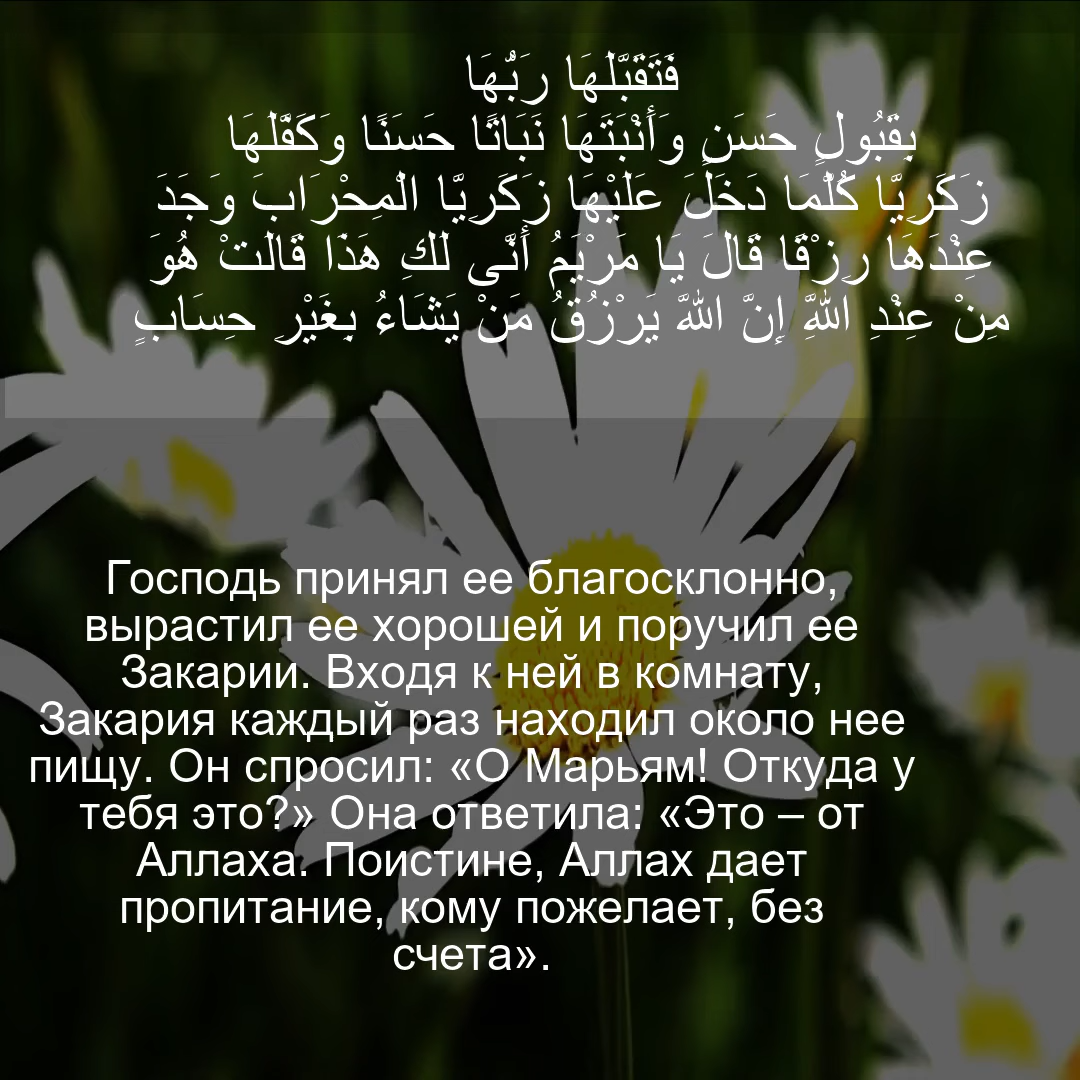 فَتَقَبَّلَهَا رَبُّهَا
بِقَبُولٍ حَسَنٍ وَأَنْبَتَهَا نَبَاتًا حَسَنًا وَكَفَّلَهَا
زَكَرِيَّا كُلَّمَا دَخَلَ عَلَيْهَا زَكَرِيَّا الْمِحْرَابَ وَجَدَ
عِنْدَهَا رِزْقًا قَالَ يَا مَرْيَمُ أَنَّى لَكِ هَذَا قَالَتْ هُوَ
مِنْ عِنْدِ اللَّهِ إِنَّ اللَّهَ يَرْزُقُ مَنْ يَشَاءُ بِغَيْرِ حِسَابٍ
Господь принял ее благосклонно,
вырастил ее хорошей и поручил ее
Закарии. Входя к ней в комнату,
Закария каждый раз находил около нее
пищу. Он спросил: «О Марьям! Откуда у
тебя это?» Она ответила: «Это – от
Аллаха. Поистине, Аллах дает
пропитание, кому пожелает, без
счета».